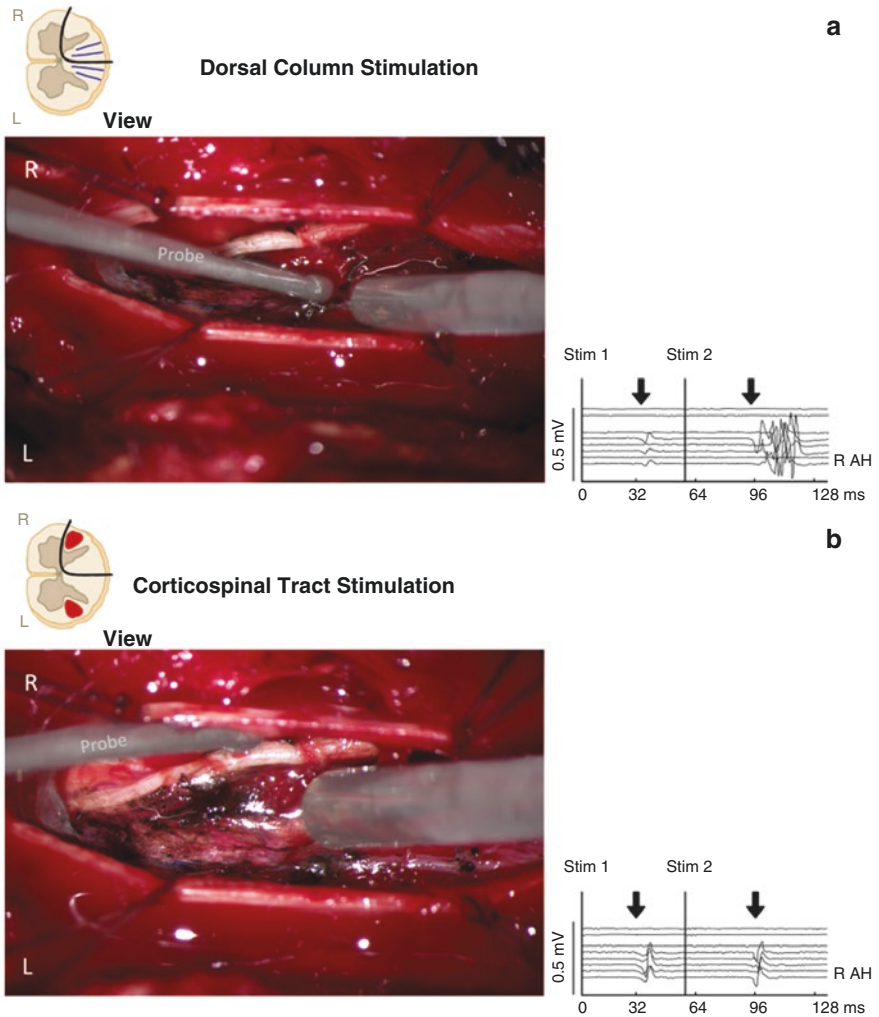 a
R
L
Dorsal Column Stimulation
View
R
Probe
L
Stim 1 Stim 2
0.5 mV
R AH
0 32 64 96 128 ms
b
R
L
Corticospinal Tract Stimulation
View
R
Probe
L
Stim 1 Stim 2
0.5 mV
R AH
0 32 64 96 128 ms